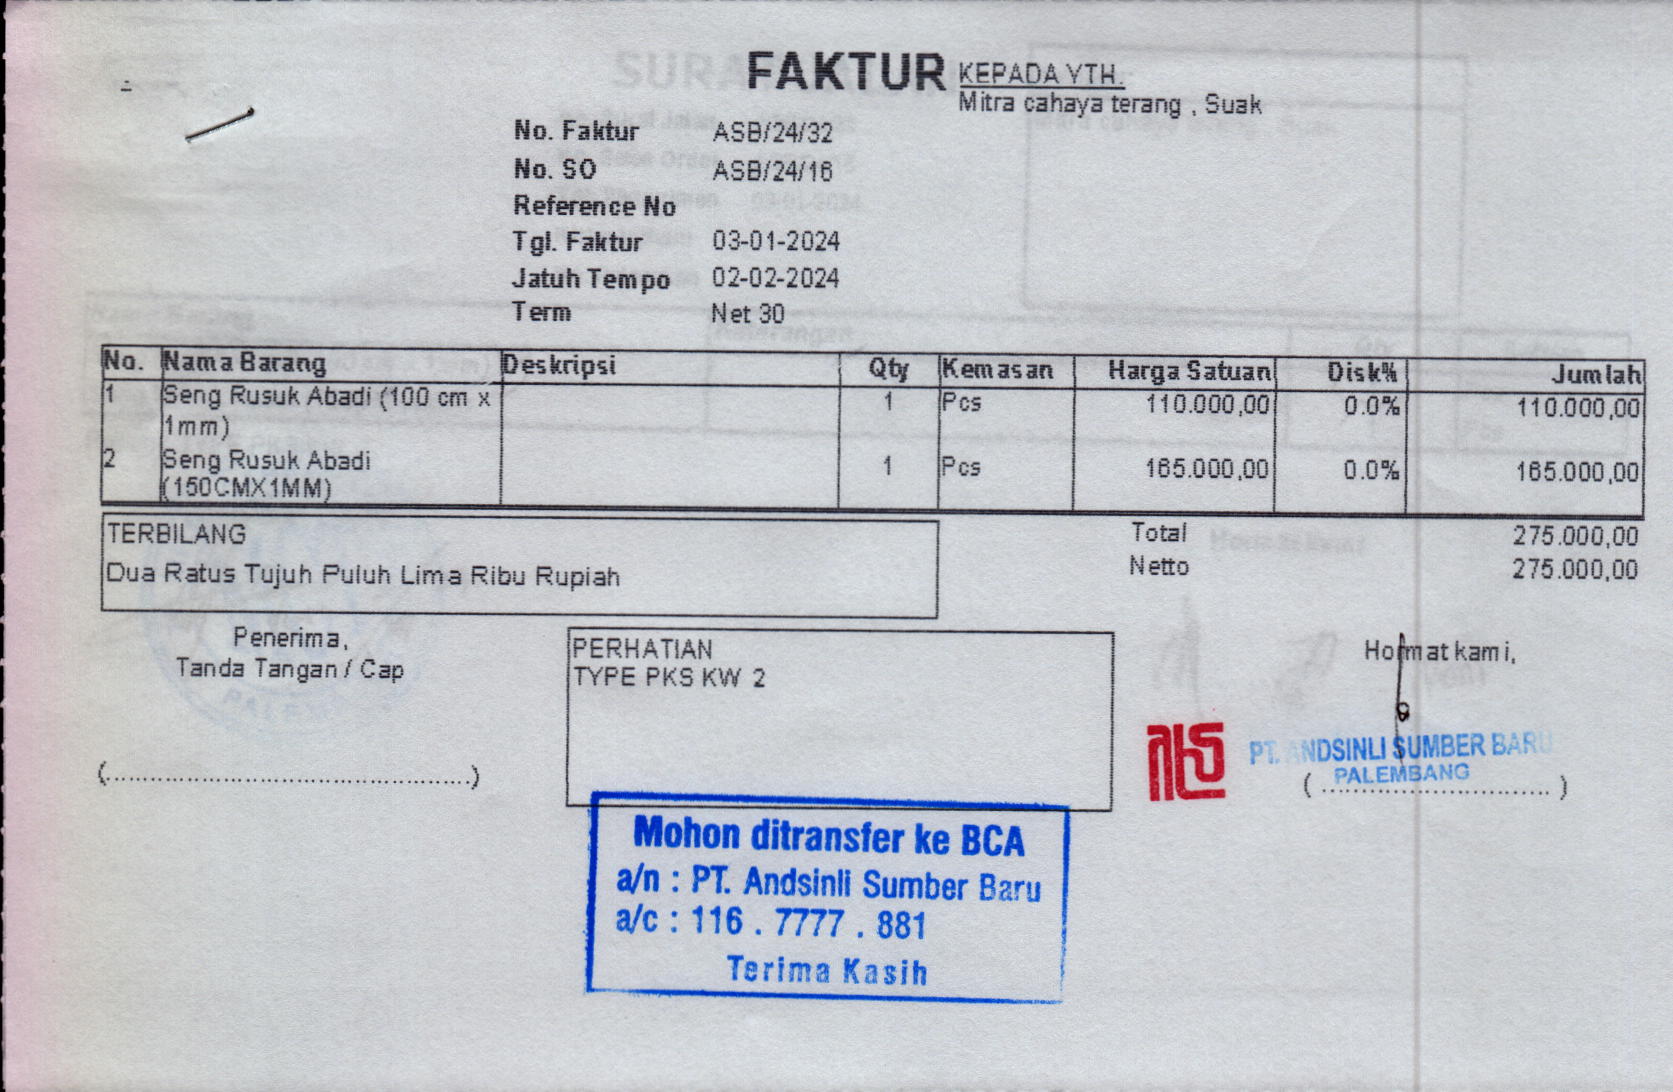 FAKTUR
KEPADA YTH.
Mitra cahaya terang , Suak
No. Faktur ASB/24/32
No. SO ASB/24/16
Reference No
Tgl. Faktur 03-01-2024
Jatuh Tempo 02-02-2024
Term Net 30
No. Nama Barang Deskripsi Qty Kemasan Harga Satuan Disk% Jumlah
1 Seng Rusuk Abadi (100 cm x 1 Pcs 110.000,00 0.0% 110.000,00
1mm)
2 Seng Rusuk Abadi 1 Pcs 165.000,00 0.0% 165.000,00
(150CMX1MM)
TERBILANG
Dua Ratus Tujuh Puluh Lima Ribu Rupiah
Total 275.000,00
Netto 275.000,00
Penerima,
Tanda Tangan / Cap
(................................................)
PERHATIAN
TYPE PKS KW 2
Hormat kami,
PT. ANDSINLI SUMBER BARU
PALEMBANG
( .............................. )
Mohon ditransfer ke BCA
a/n : PT. Andsinli Sumber Baru
a/c : 116 . 7777 . 881
Terima Kasih